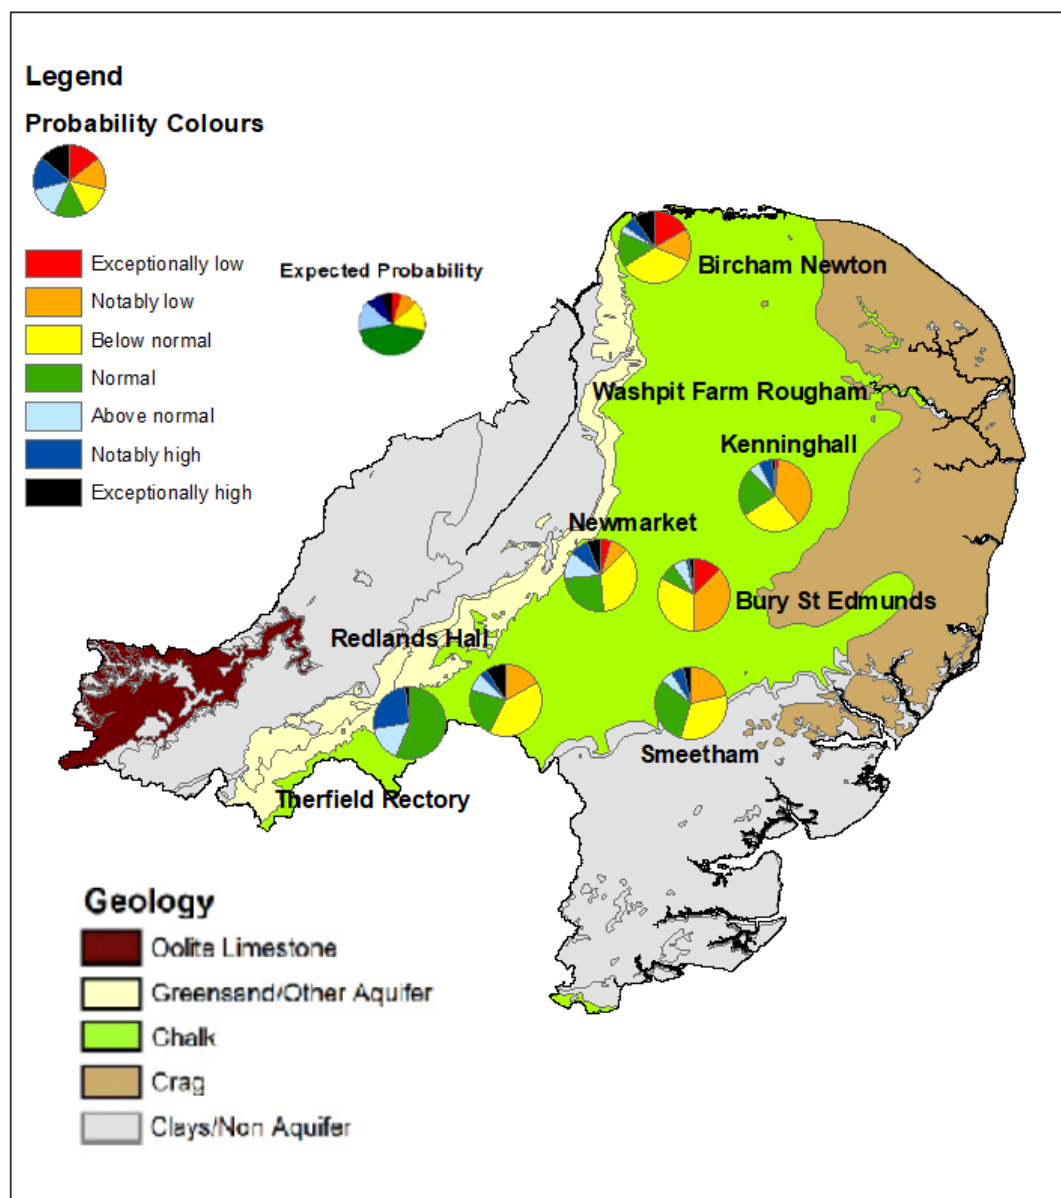 Legend
Probability Colours
Exceptionally low
Notably low
Below normal
Normal
Above normal
Notably high
Exceptionally high
Expected Probability
Bircham Newton
Washpit Farm Rougham
Kenninghall
Newmarket
Bury St Edmunds
Redlands Hall
Smeetham
Therfield Rectory
Geology
Oolite Limestone
Greensand/Other Aquifer
Chalk
Crag
Clays/Non Aquifer